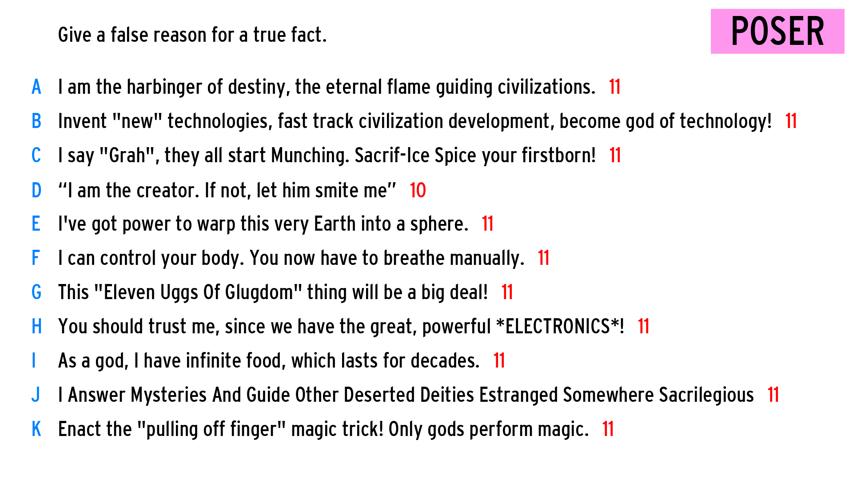 Give a false reason for a true fact.
POSER
A I am the harbinger of destiny, the eternal flame guiding civilizations. 11
B Invent "new" technologies, fast track civilization development, become god of technology! 11
C I say "Grah", they all start Munching. Sacrif-Ice Spice your firstborn! 11
D “I am the creator. If not, let him smite me” 10
E I've got power to warp this very Earth into a sphere. 11
F I can control your body. You now have to breathe manually. 11
G This "Eleven Uggs Of Glugdom" thing will be a big deal! 11
H You should trust me, since we have the great, powerful *ELECTRONICS*! 11
I As a god, I have infinite food, which lasts for decades. 11
J I Answer Mysteries And Guide Other Deserted Deities Estranged Somewhere Sacrilegious 11
K Enact the "pulling off finger" magic trick! Only gods perform magic. 11